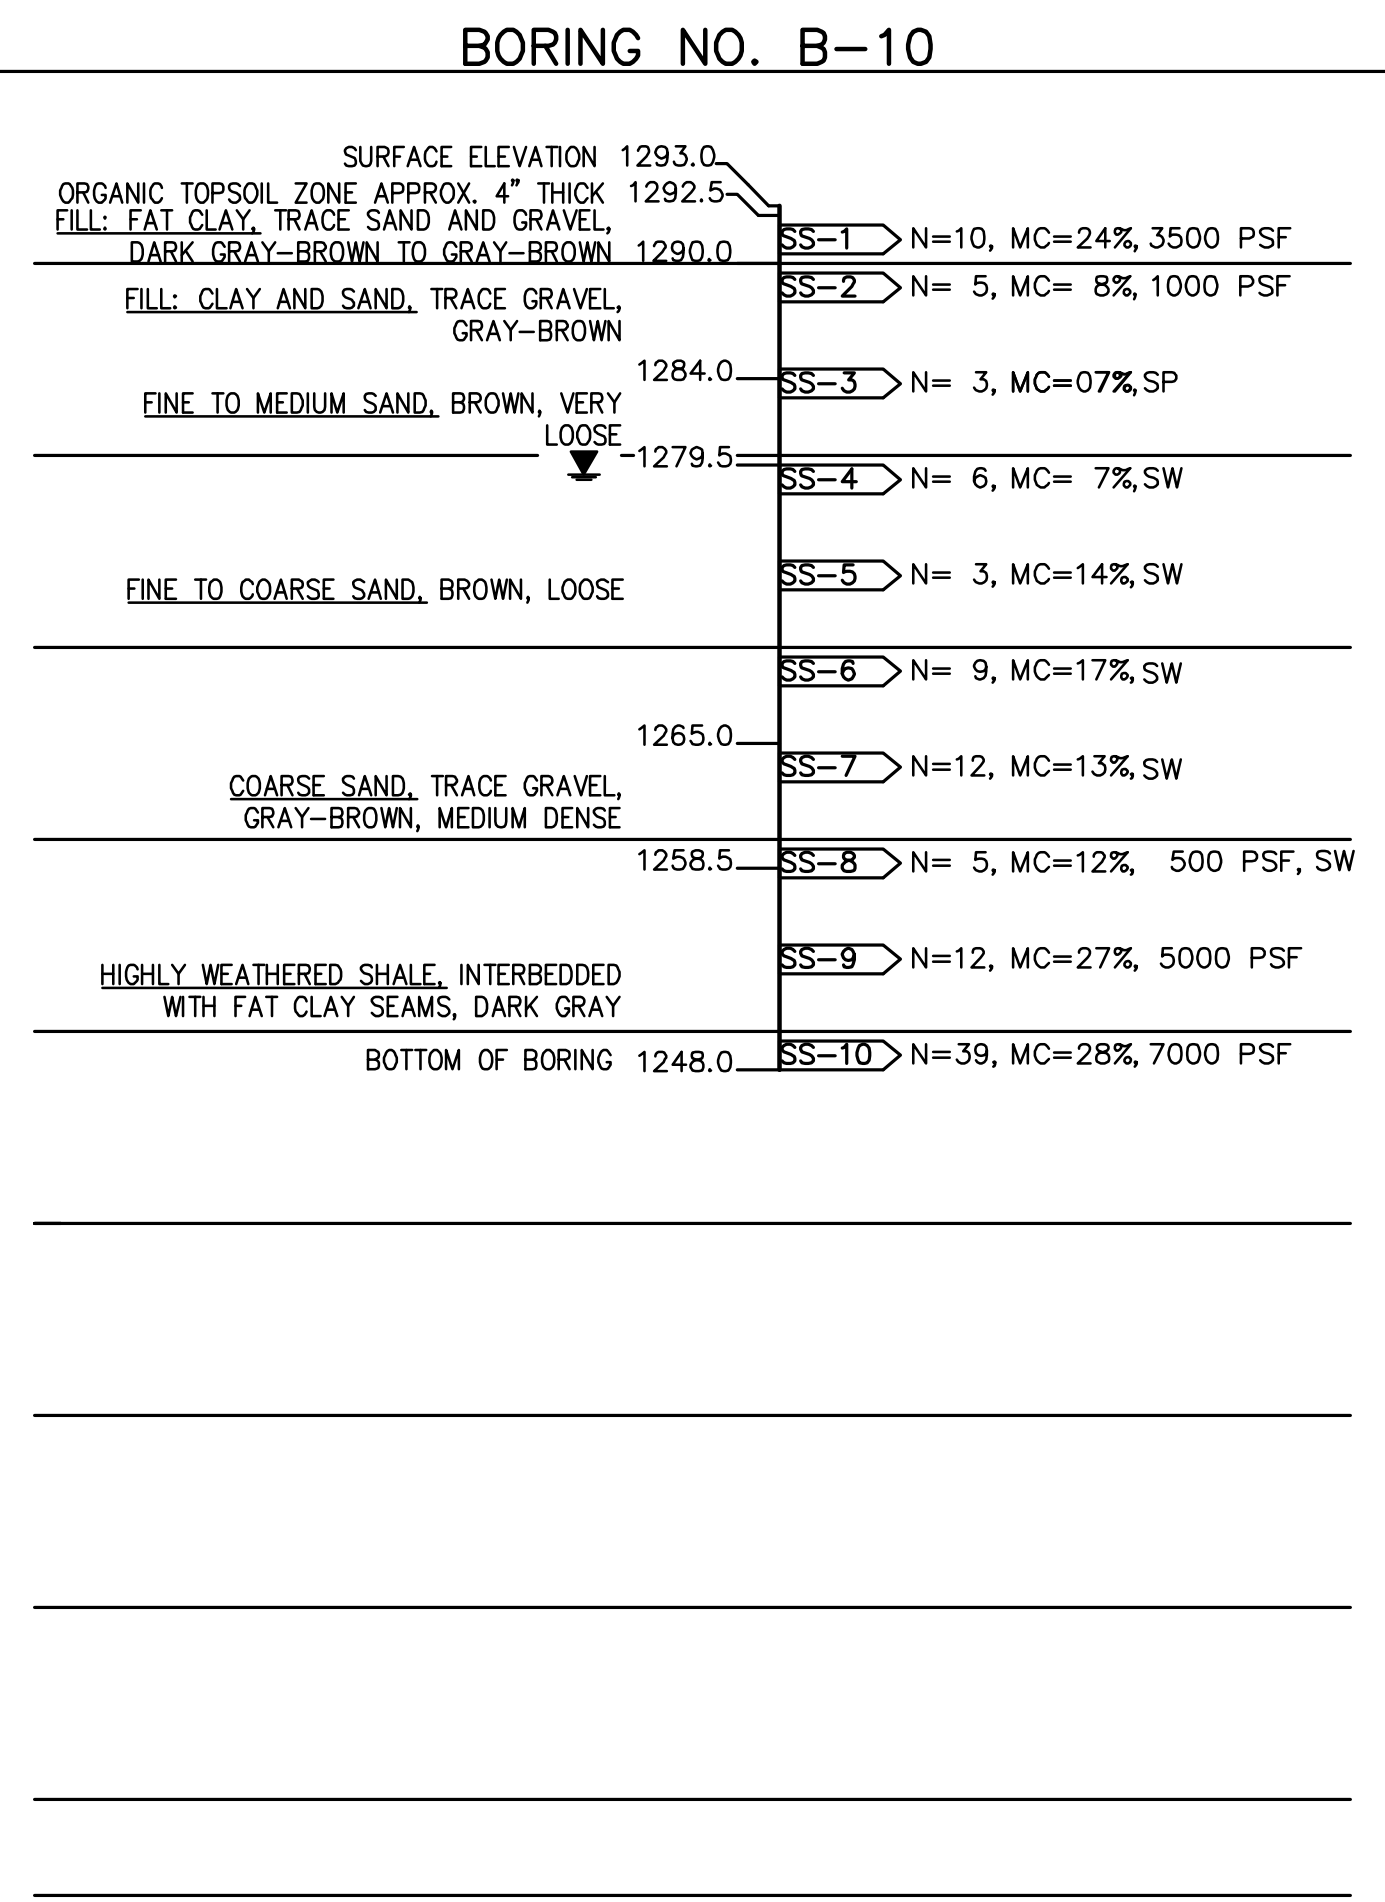 BORING NO. B-10
SURFACE ELEVATION 1293.0
ORGANIC TOPSOIL ZONE APPROX. 4" THICK 1292.5
FILL: FAT CLAY, TRACE SAND AND GRAVEL,
SS-1 N=10, MC=24%, 3500 PSF
DARK GRAY-BROWN TO GRAY-BROWN 1290.0
SS-2 N= 5, MC= 8%, 1000 PSF
FILL: CLAY AND SAND, TRACE GRAVEL,
GRAY-BROWN
1284.0
SS-3 N= 3, MC=07%, SP
FINE TO MEDIUM SAND, BROWN, VERY
LOOSE
1279.5
SS-4 N= 6, MC= 7%, SW
SS-5 N= 3, MC=14%, SW
FINE TO COARSE SAND, BROWN, LOOSE
SS-6 N= 9, MC=17%, SW
1265.0
SS-7 N=12, MC=13%, SW
COARSE SAND, TRACE GRAVEL,
GRAY-BROWN, MEDIUM DENSE
1258.5 SS-8 N= 5, MC=12%, 500 PSF, SW
SS-9 N=12, MC=27%, 5000 PSF
HIGHLY WEATHERED SHALE, INTERBEDDED
WITH FAT CLAY SEAMS, DARK GRAY
BOTTOM OF BORING 1248.0 SS-10 N=39, MC=28%, 7000 PSF